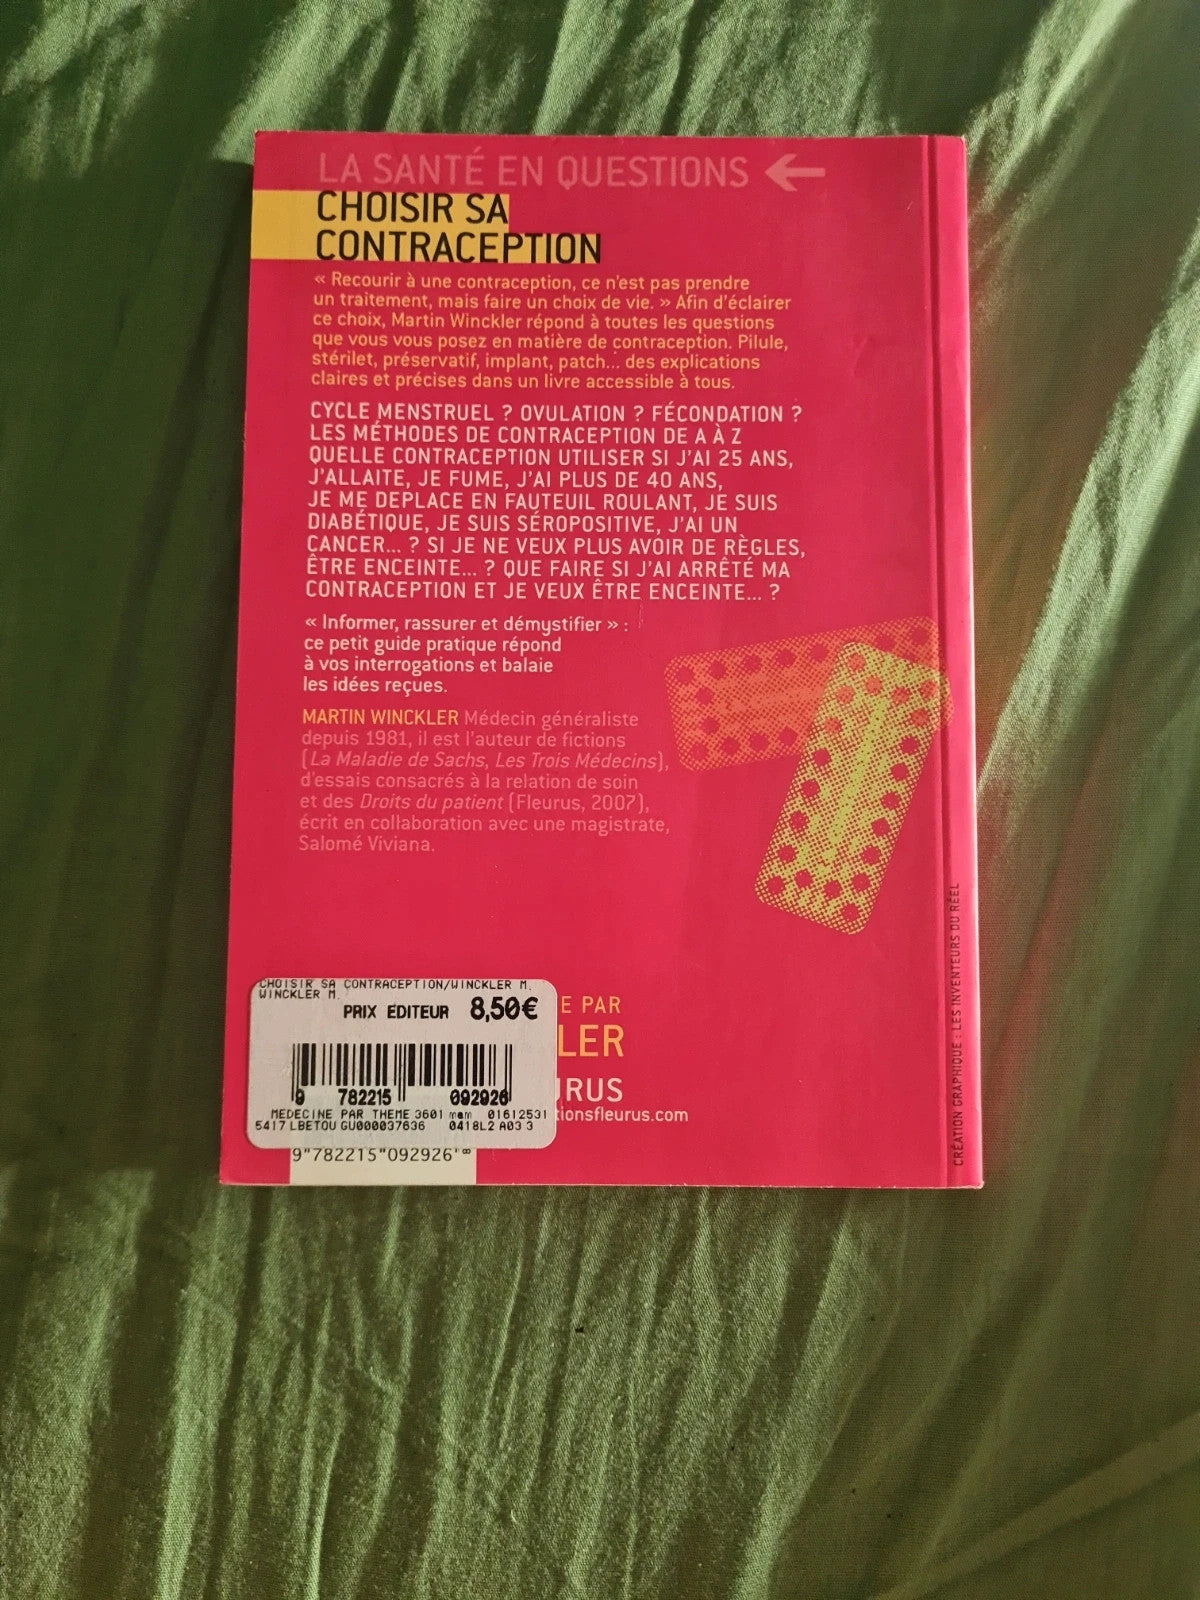 LA SANTÉ EN QUESTIONS
CHOISIR SA
CONTRACEPTION
« Recourir à une contraception, ce n'est pas prendre
un traitement, mais faire un choix de vie. » Afin d'éclairer
ce choix, Martin Winckler répond à toutes les questions
que vous vous posez en matière de contraception. Pilule,
stérilet, préservatif, implant, patch... des explications
claires et précises dans un livre accessible à tous.
CYCLE MENSTRUEL ? OVULATION ? FÉCONDATION ?
LES MÉTHODES DE CONTRACEPTION DE A À Z
QUELLE CONTRACEPTION UTILISER SI J'AI 25 ANS,
J'ALLAITE, JE FUME, J'AI PLUS DE 40 ANS,
JE ME DEPLACE EN FAUTEUIL ROULANT, JE SUIS
DIABÉTIQUE, JE SUIS SÉROPOSITIVE, J'AI UN
CANCER... ? SI JE NE VEUX PLUS AVOIR DE RÈGLES,
ÊTRE ENCEINTE... ? QUE FAIRE SI J'AI ARRÊTÉ MA
CONTRACEPTION ET JE VEUX ÊTRE ENCEINTE... ?
« Informer, rassurer et démystifier » :
ce petit guide pratique répond
à vos interrogations et balaie
les idées reçues.
MARTIN WINCKLER Médecin généraliste
depuis 1981, il est l'auteur de fictions
(La Maladie de Sachs, Les Trois Médecins),
d'essais consacrés à la relation de soin
et des Droits du patient (Fleurus, 2007),
écrit en collaboration avec une magistrate,
Salomé Viviana.
E PAR
LER
URUS
tionsfleurus.com
CHOISIR SA CONTRACEPTION/WINCKLER M.
WINCKLER M.
PRIX EDITEUR 8,50€
9 782215 092926
MEDECINE PAR THEME 3601 mam 01612531
5417 LBETOU GU000037636 0418L2 A03 3
9"782215"092926"8
CRÉATION GRAPHIQUE : LES INVENTEURS DU RÉEL